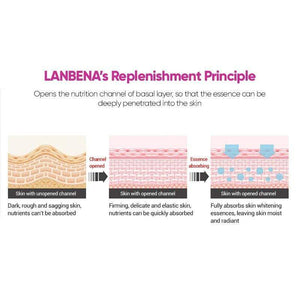 LANBENA's Replenishment Principle
Opens the nutrition channel of basal layer, so that the essence can be
deeply penetrated into the skin
Channel
opened
Essence
absorbing
Skin with unopened channel
Skin with opened channel
Skin with opened channel
Dark, rough and sagging skin,
nutrients can't be absorbed
Firming, delicate and elastic skin,
nutrients can be quickly absorbed
Fully absorbs skin whitening
essences, leaving skin moist
and radiant